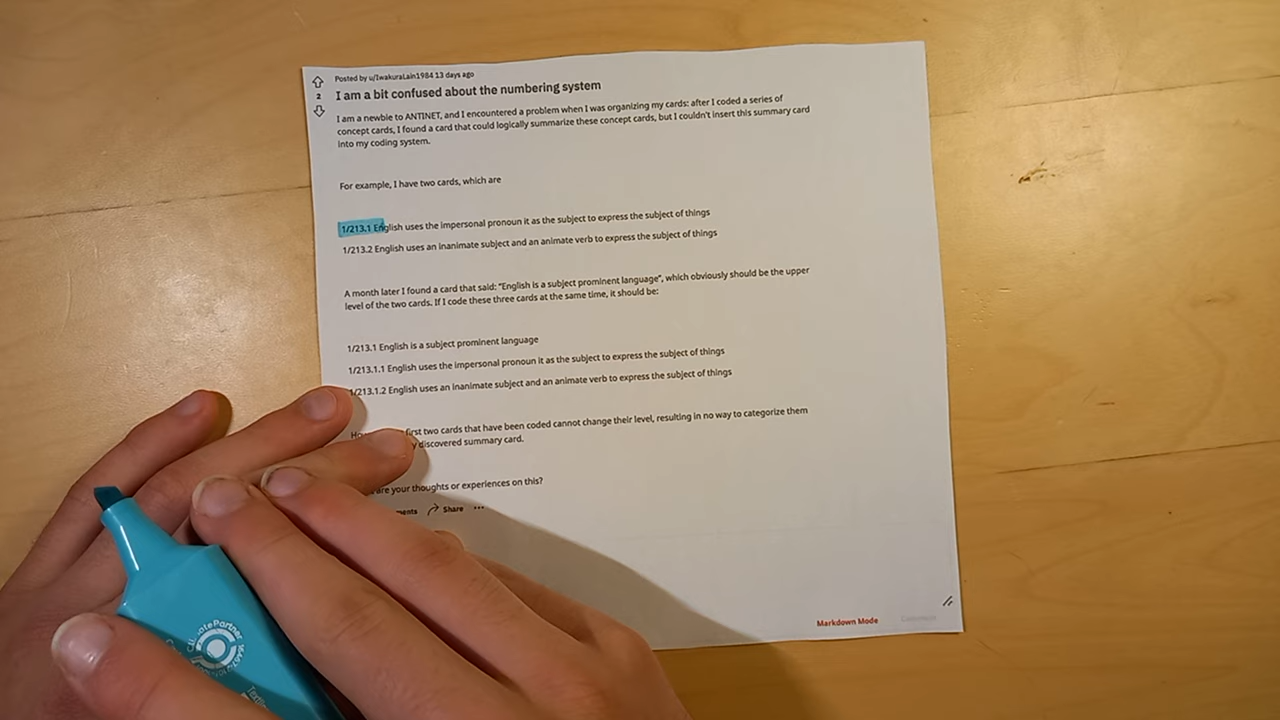 Posted by u/IwakuraLain1984 13 days ago
2
I am a bit confused about the numbering system
I am a newbie to ANTINET, and I encountered a problem when I was organizing my cards: after I coded a series of
concept cards, I found a card that could logically summarize these concept cards, but I couldn't insert this summary card
into my coding system.
For example, I have two cards, which are
1/213.1 English uses the impersonal pronoun it as the subject to express the subject of things
1/213.2 English uses an inanimate subject and an animate verb to express the subject of things
A month later I found a card that said: "English is a subject prominent language", which obviously should be the upper
level of the two cards. If I code these three cards at the same time, it should be:
1/213.1 English is a subject prominent language
1/213.1.1 English uses the impersonal pronoun it as the subject to express the subject of things
1/213.1.2 English uses an inanimate subject and an animate verb to express the subject of things
first two cards that have been coded cannot change their level, resulting in no way to categorize them
discovered summary card.
are your thoughts or experiences on this?
Share ...
Markdown Mode